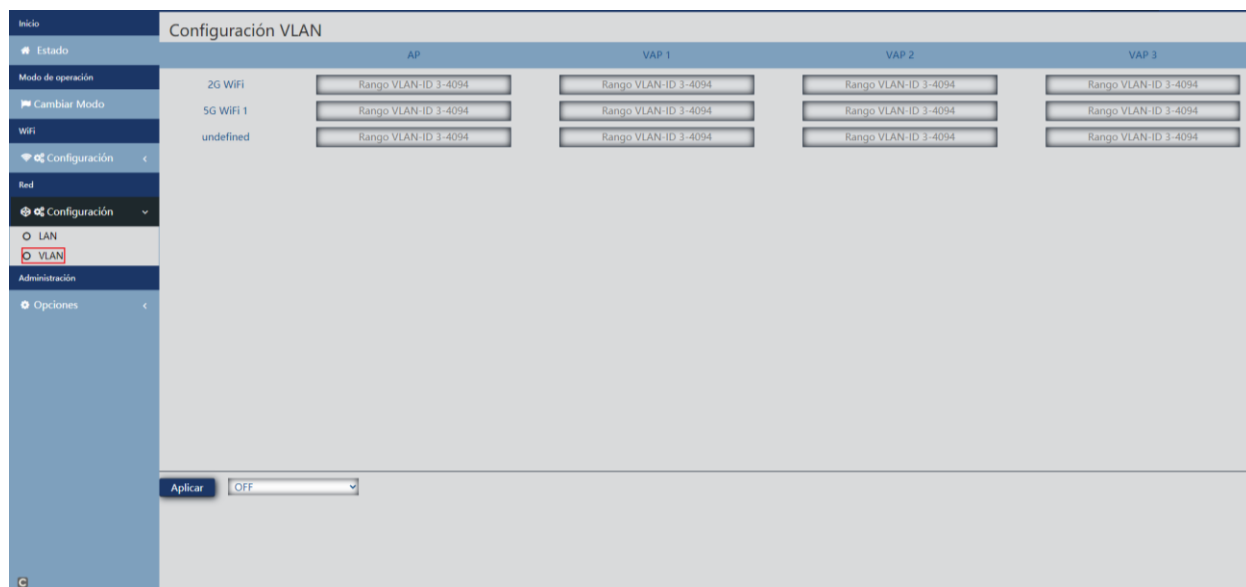 Inicio
Estado
Modo de operación
Cambiar Modo
WiFi
Configuración
Red
Configuración
LAN
VLAN
Administración
Opciones
Configuración VLAN
AP VAP 1 VAP 2 VAP 3
2G WiFi Rango VLAN-ID 3-4094 Rango VLAN-ID 3-4094 Rango VLAN-ID 3-4094 Rango VLAN-ID 3-4094
5G WiFi 1 Rango VLAN-ID 3-4094 Rango VLAN-ID 3-4094 Rango VLAN-ID 3-4094 Rango VLAN-ID 3-4094
undefined Rango VLAN-ID 3-4094 Rango VLAN-ID 3-4094 Rango VLAN-ID 3-4094 Rango VLAN-ID 3-4094
Aplicar OFF